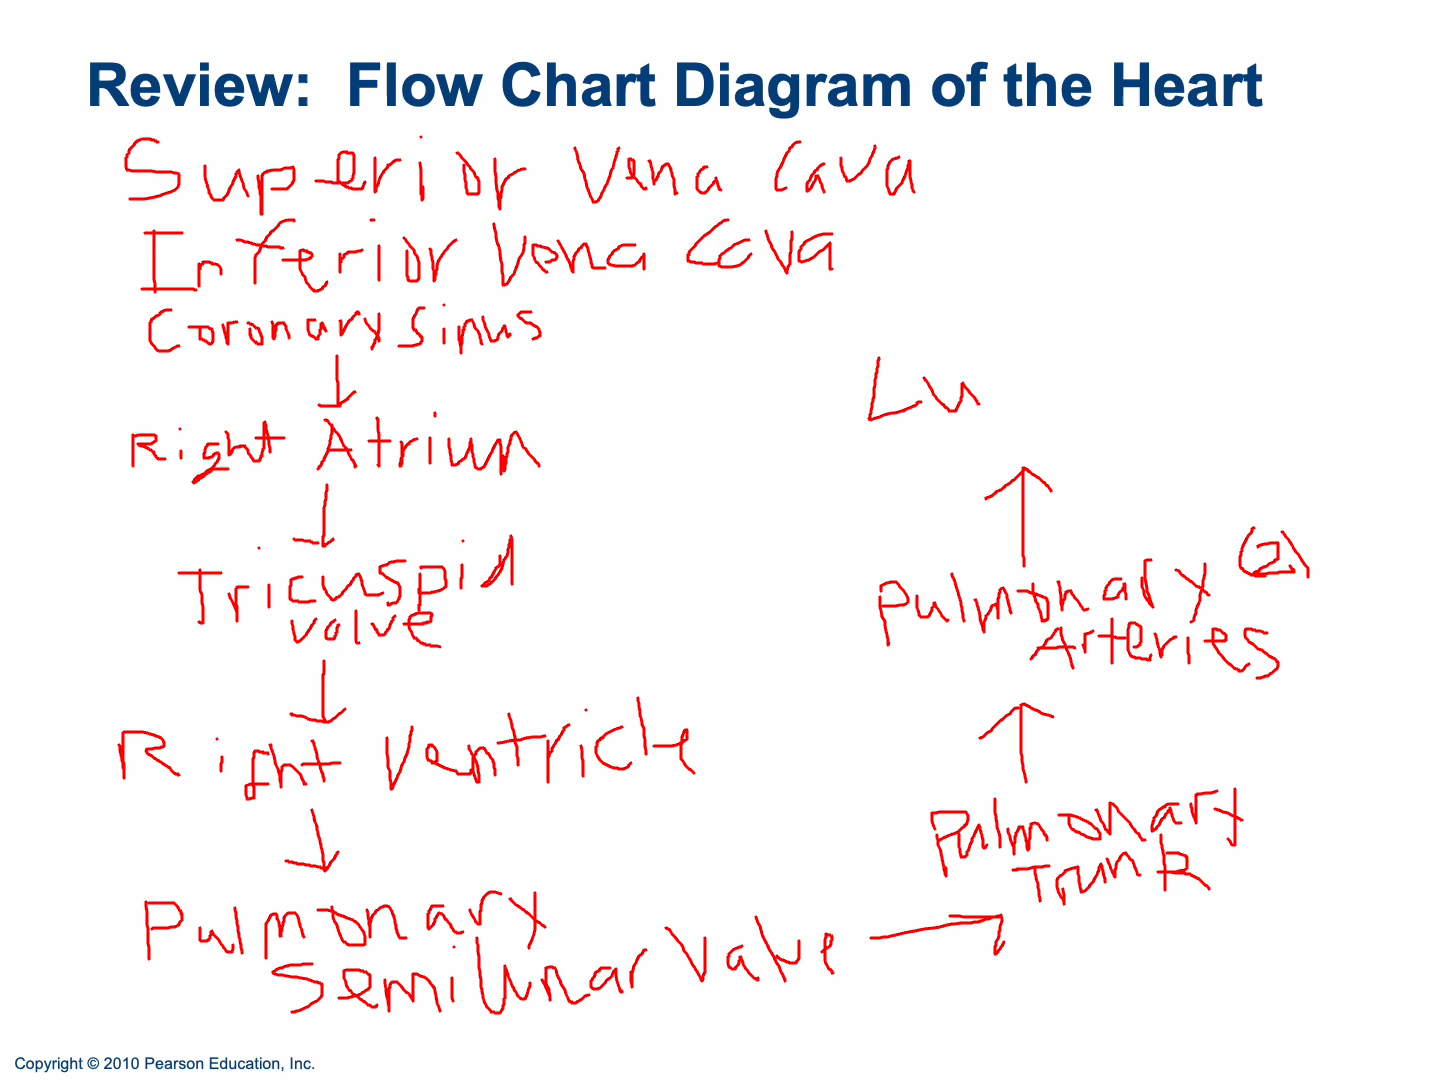 Review: Flow Chart Diagram of the Heart
Superior Vena Cava
Inferior Vena Cava
Coronary Sinus
Right Atrium
Tricuspid
valve
Right Ventricle
Pulmonary
Semilunar Valve
Pulmonary
Trunk
Pulmonary (2)
Arteries
Lu
Copyright © 2010 Pearson Education, Inc.